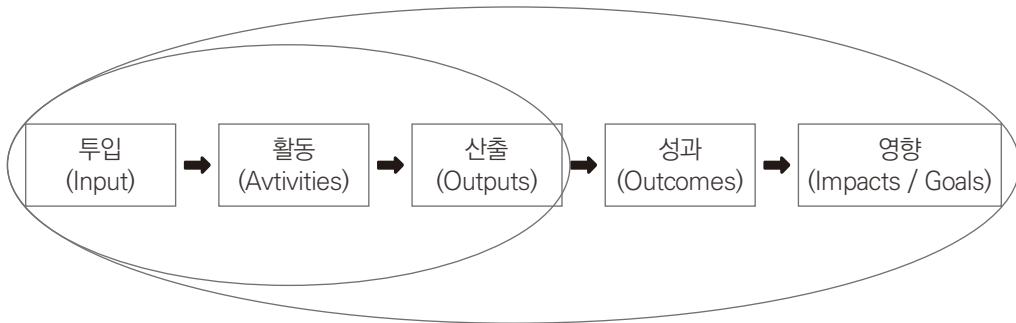 투입
(Input)
활동
(Avtivities)
산출
(Outputs)
성과
(Outcomes)
영향
(Impacts / Goals)